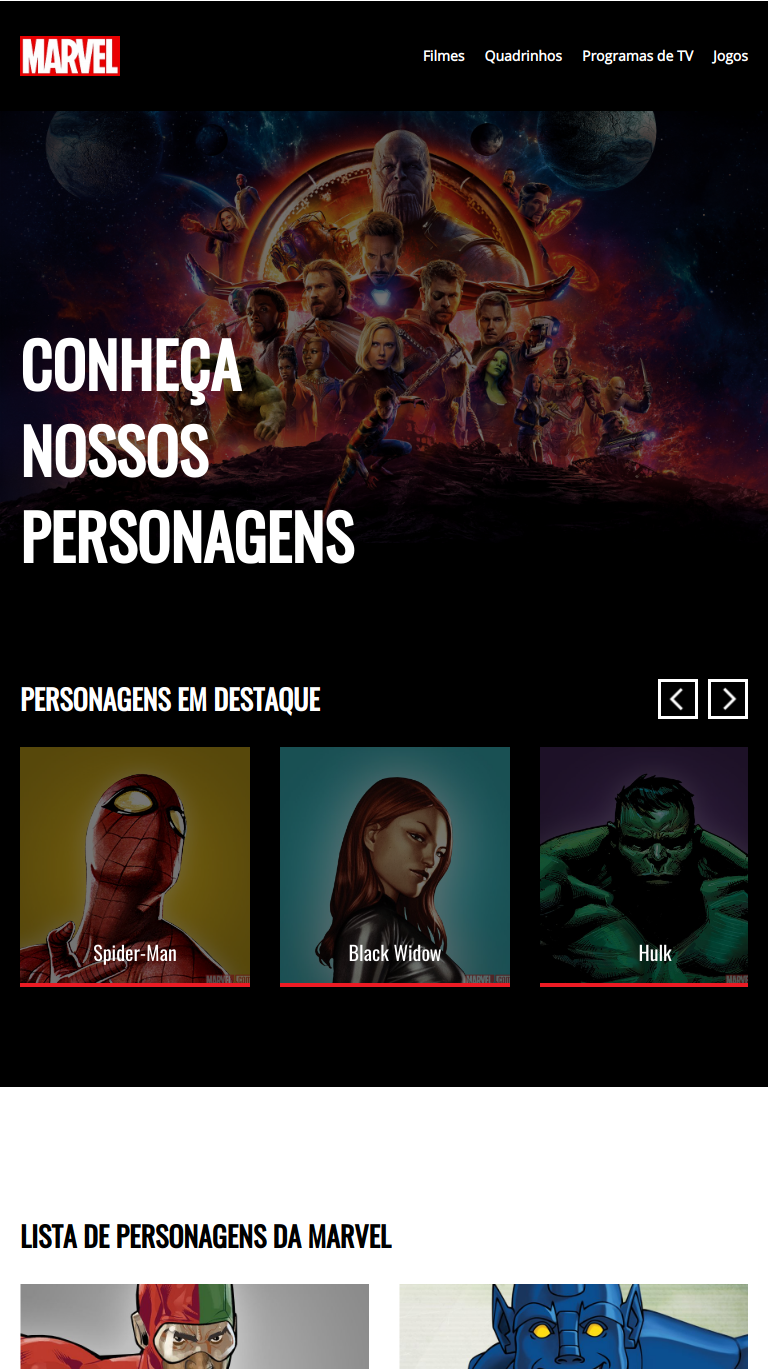 MARVEL
Filmes Quadrinhos Programas de TV Jogos
CONHEÇA
NOSSOS
PERSONAGENS
PERSONAGENS EM DESTAQUE
Spider-Man
Black Widow
Hulk
LISTA DE PERSONAGENS DA MARVEL